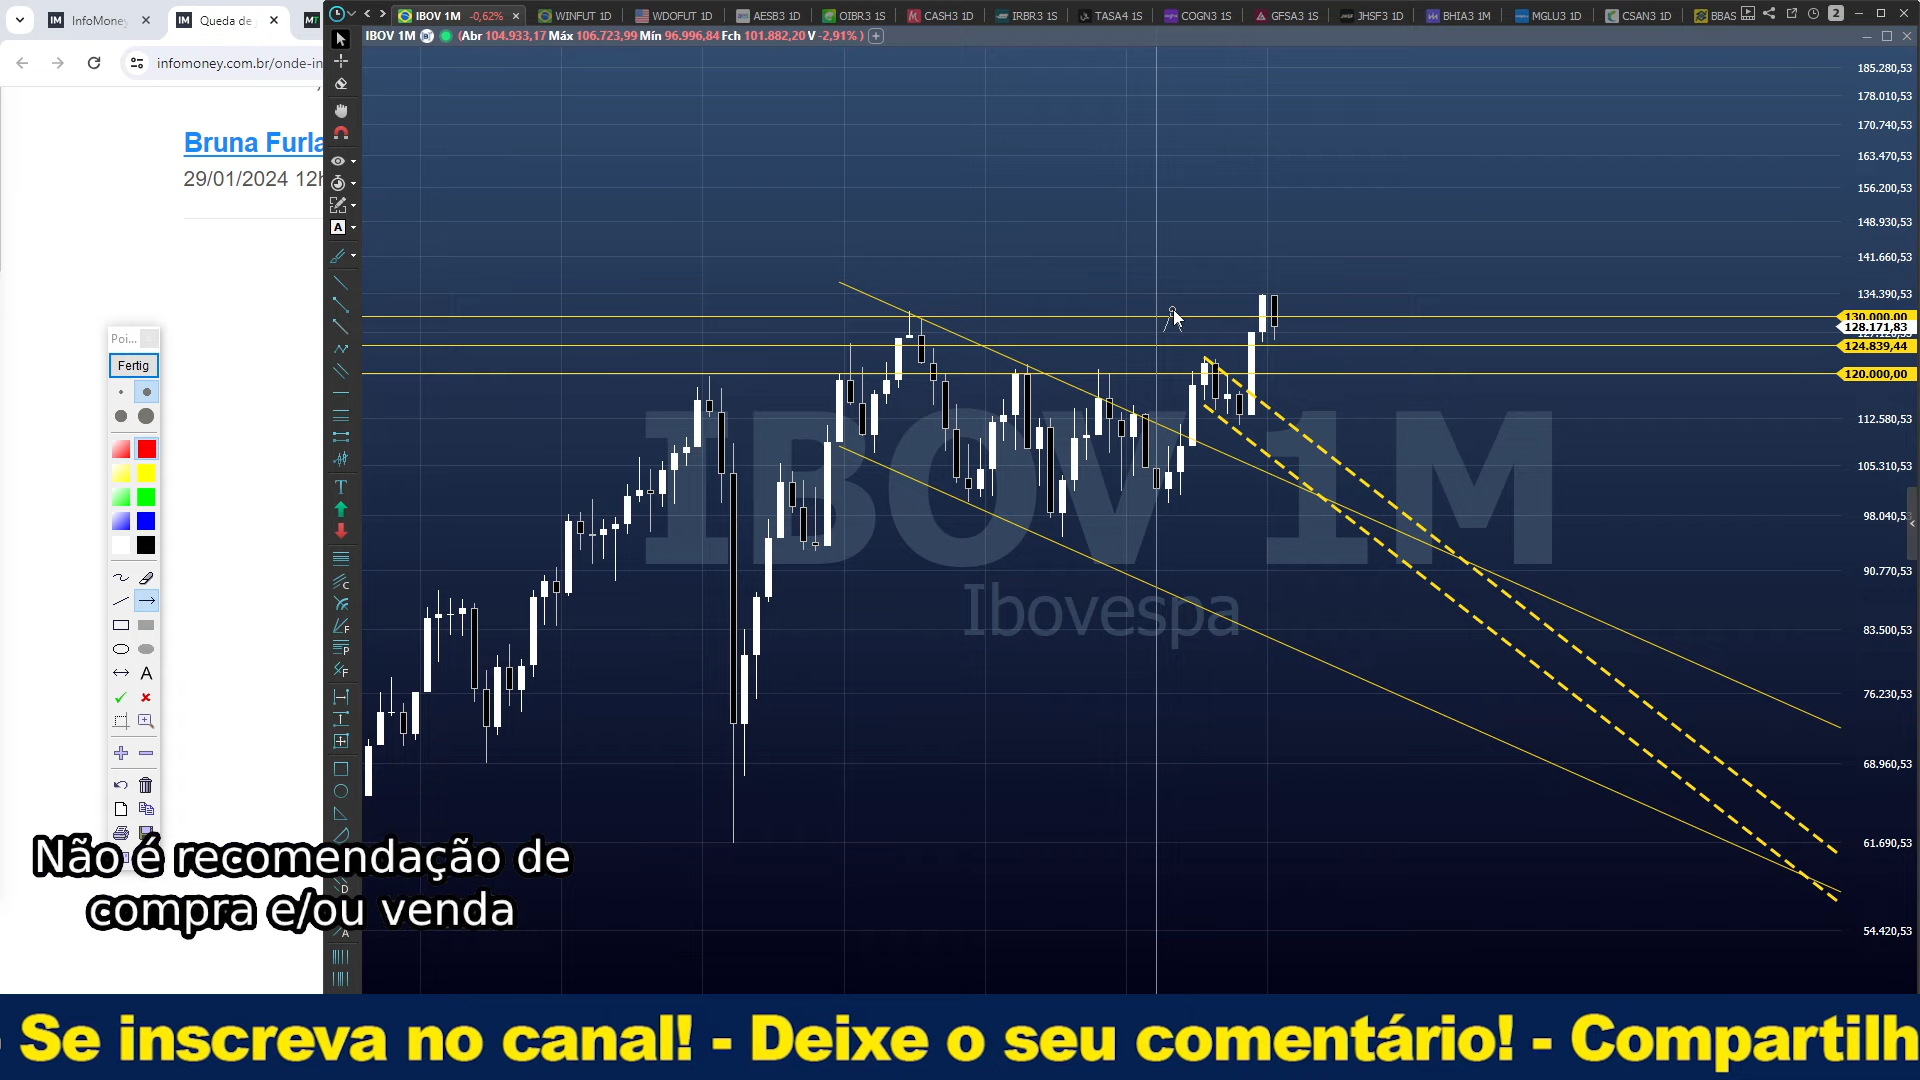 InfoMoney
Queda de
infomoney.com.br/onde-in
Bruna Furla
29/01/2024 12h
IBOV 1M -0,62%
WINFUT 1D
WDOFUT 1D
AESB3 1D
OIBR3 1S
CASH3 1D
IRBR3 1S
TASA4 1S
COGN3 1S
GFSA3 1S
JHSF3 1D
BHIA3 1M
MGLU3 1D
CSAN3 1D
BBAS
2
IBOV 1M (Abr 104.933,17 Máx 106.723,99 Mín 96.996,84 Fch 101.882,20 V -2,91% )
185.280,53
178.010,53
170.740,53
163.470,53
156.200,53
148.930,53
141.660,53
134.390,53
130.000,00
128.171,83
124.839,44
120.000,00
112.580,53
105.310,53
98.040,53
90.770,53
83.500,53
76.230,53
68.960,53
61.690,53
54.420,53
IBOV 1M
Ibovespa
Poi...
Fertig
Não é recomendação de
compra e/ou venda
Se inscreva no canal! - Deixe o seu comentário! - Compartilh